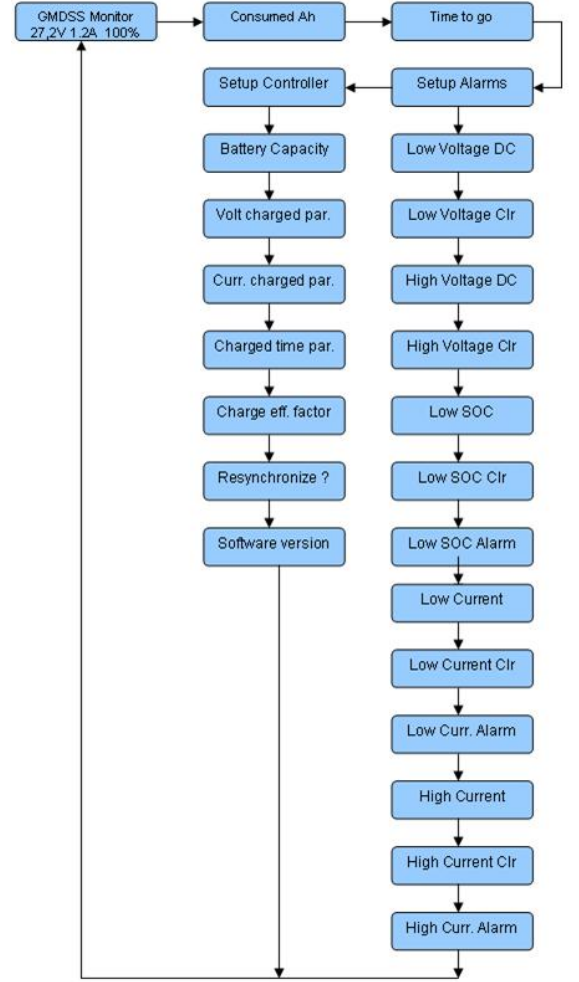 GMDSS Monitor
27,2V 1.2A 100%
Consumed Ah
Time to go
Setup Controller
Setup Alarms
Battery Capacity
Low Voltage DC
Volt charged par.
Low Voltage Clr
Curr. charged par.
High Voltage DC
Charged time par.
High Voltage Clr
Charge eff. factor
Low SOC
Resynchronize ?
Low SOC Clr
Software version
Low SOC Alarm
Low Current
Low Current Clr
Low Curr. Alarm
High Current
High Current Clr
High Curr. Alarm